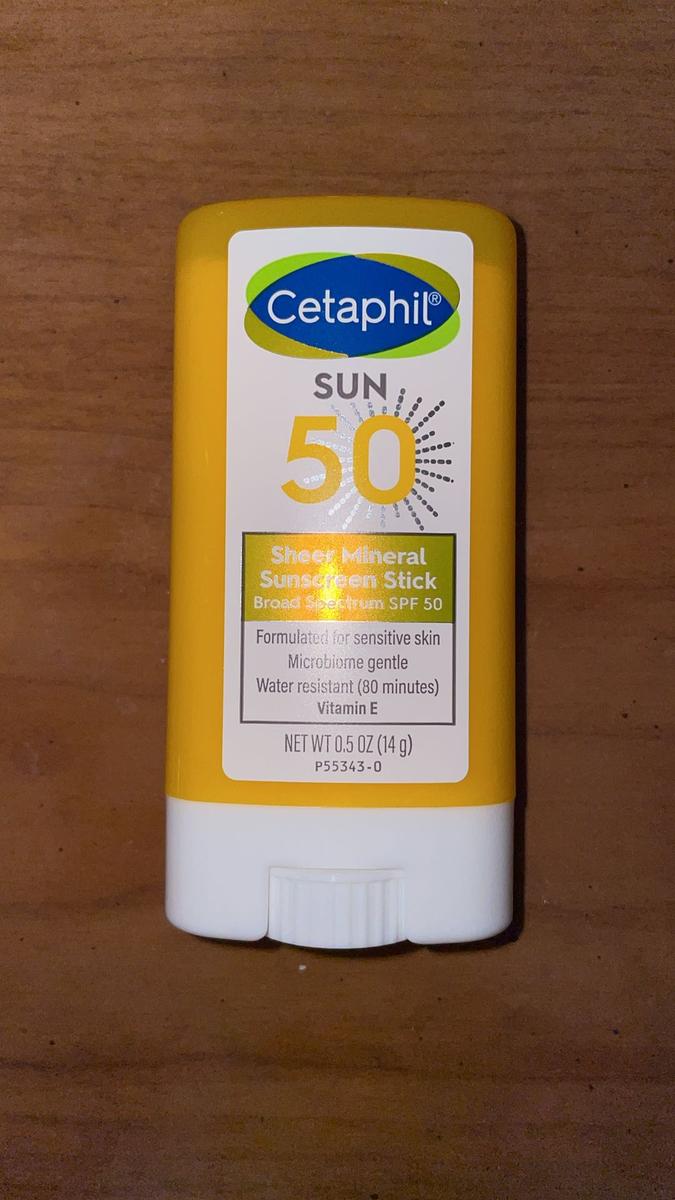 Cetaphil®
SUN
50
Sheer Mineral
Sunscreen Stick
Broad Spectrum SPF 50
Formulated for sensitive skin
Microbiome gentle
Water resistant (80 minutes)
Vitamin E
NET WT 0.5 OZ (14 g)
P55343-0